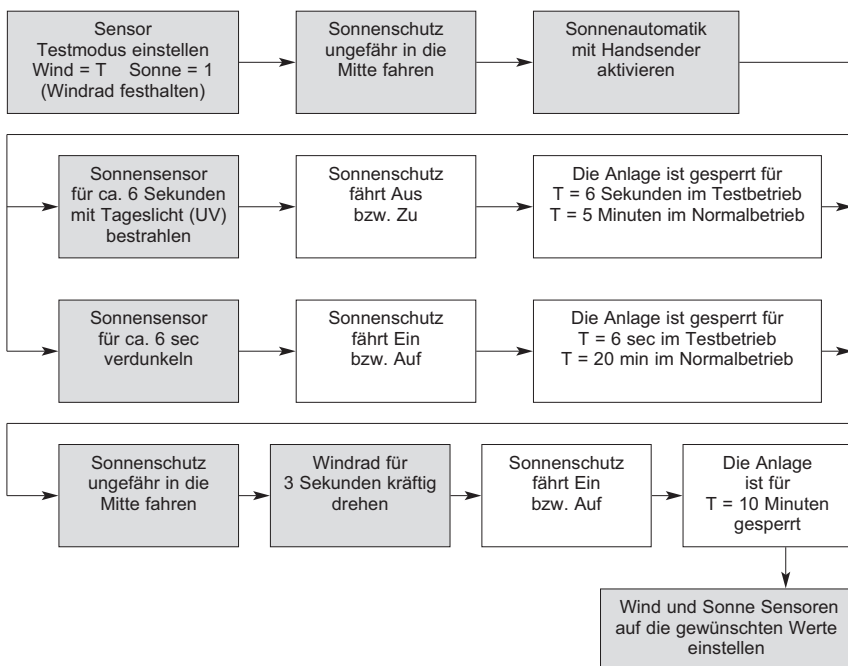 Sensor
Testmodus einstellen
Wind = T Sonne = 1
(Windrad festhalten)
Sonnenschutz
ungefähr in die
Mitte fahren
Sonnenautomatik
mit Handsender
aktivieren
Sonnensensor
für ca. 6 Sekunden
mit Tageslicht (UV)
bestrahlen
Sonnenschutz
fährt Aus
bzw. Zu
Die Anlage ist gesperrt für
T = 6 Sekunden im Testbetrieb
T = 5 Minuten im Normalbetrieb
Sonnensensor
für ca. 6 sec
verdunkeln
Sonnenschutz
fährt Ein
bzw. Auf
Die Anlage ist gesperrt für
T = 6 sec im Testbetrieb
T = 20 min im Normalbetrieb
Sonnenschutz
ungefähr in die
Mitte fahren
Windrad für
3 Sekunden kräftig
drehen
Sonnenschutz
fährt Ein
bzw. Auf
Die Anlage
ist für
T = 10 Minuten
gesperrt
Wind und Sonne Sensoren
auf die gewünschten Werte
einstellen